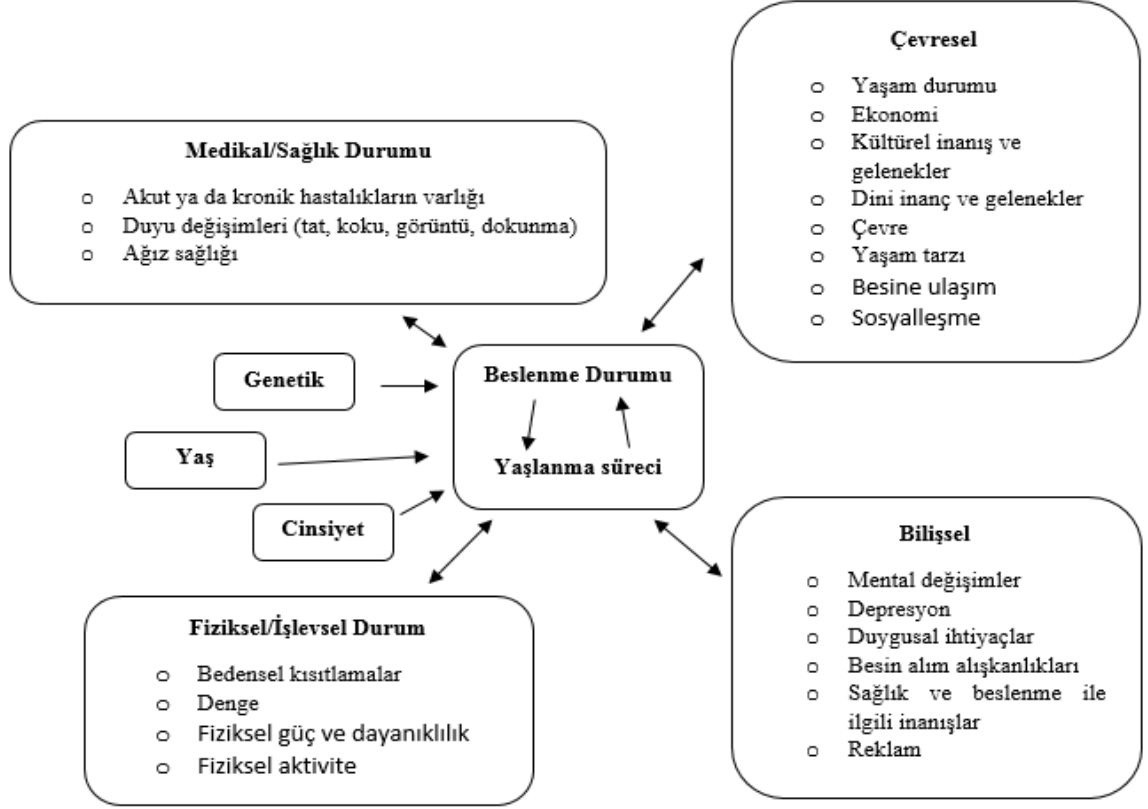 Çevresel
o Yaşam durumu
o Ekonomi
o Kültürel inanış ve
gelenekler
o Dini inanç ve gelenekler
o Çevre
o Yaşam tarzı
o Besine ulaşım
o Sosyalleşme
Medikal/Sağlık Durumu
o Akut ya da kronik hastalıkların varlığı
o Duyu değişimleri (tat, koku, görüntü, dokunma)
o Ağız sağlığı
Genetik
Yaş
Cinsiyet
Beslenme Durumu
Yaşlanma süreci
Fiziksel/İşlevsel Durum
o Bedensel kısıtlamalar
o Denge
o Fiziksel güç ve dayanıklılık
o Fiziksel aktivite
Bilişsel
o Mental değişimler
o Depresyon
o Duygusal ihtiyaçlar
o Besin alım alışkanlıkları
o Sağlık ve beslenme ile
ilgili inanışlar
o Reklam